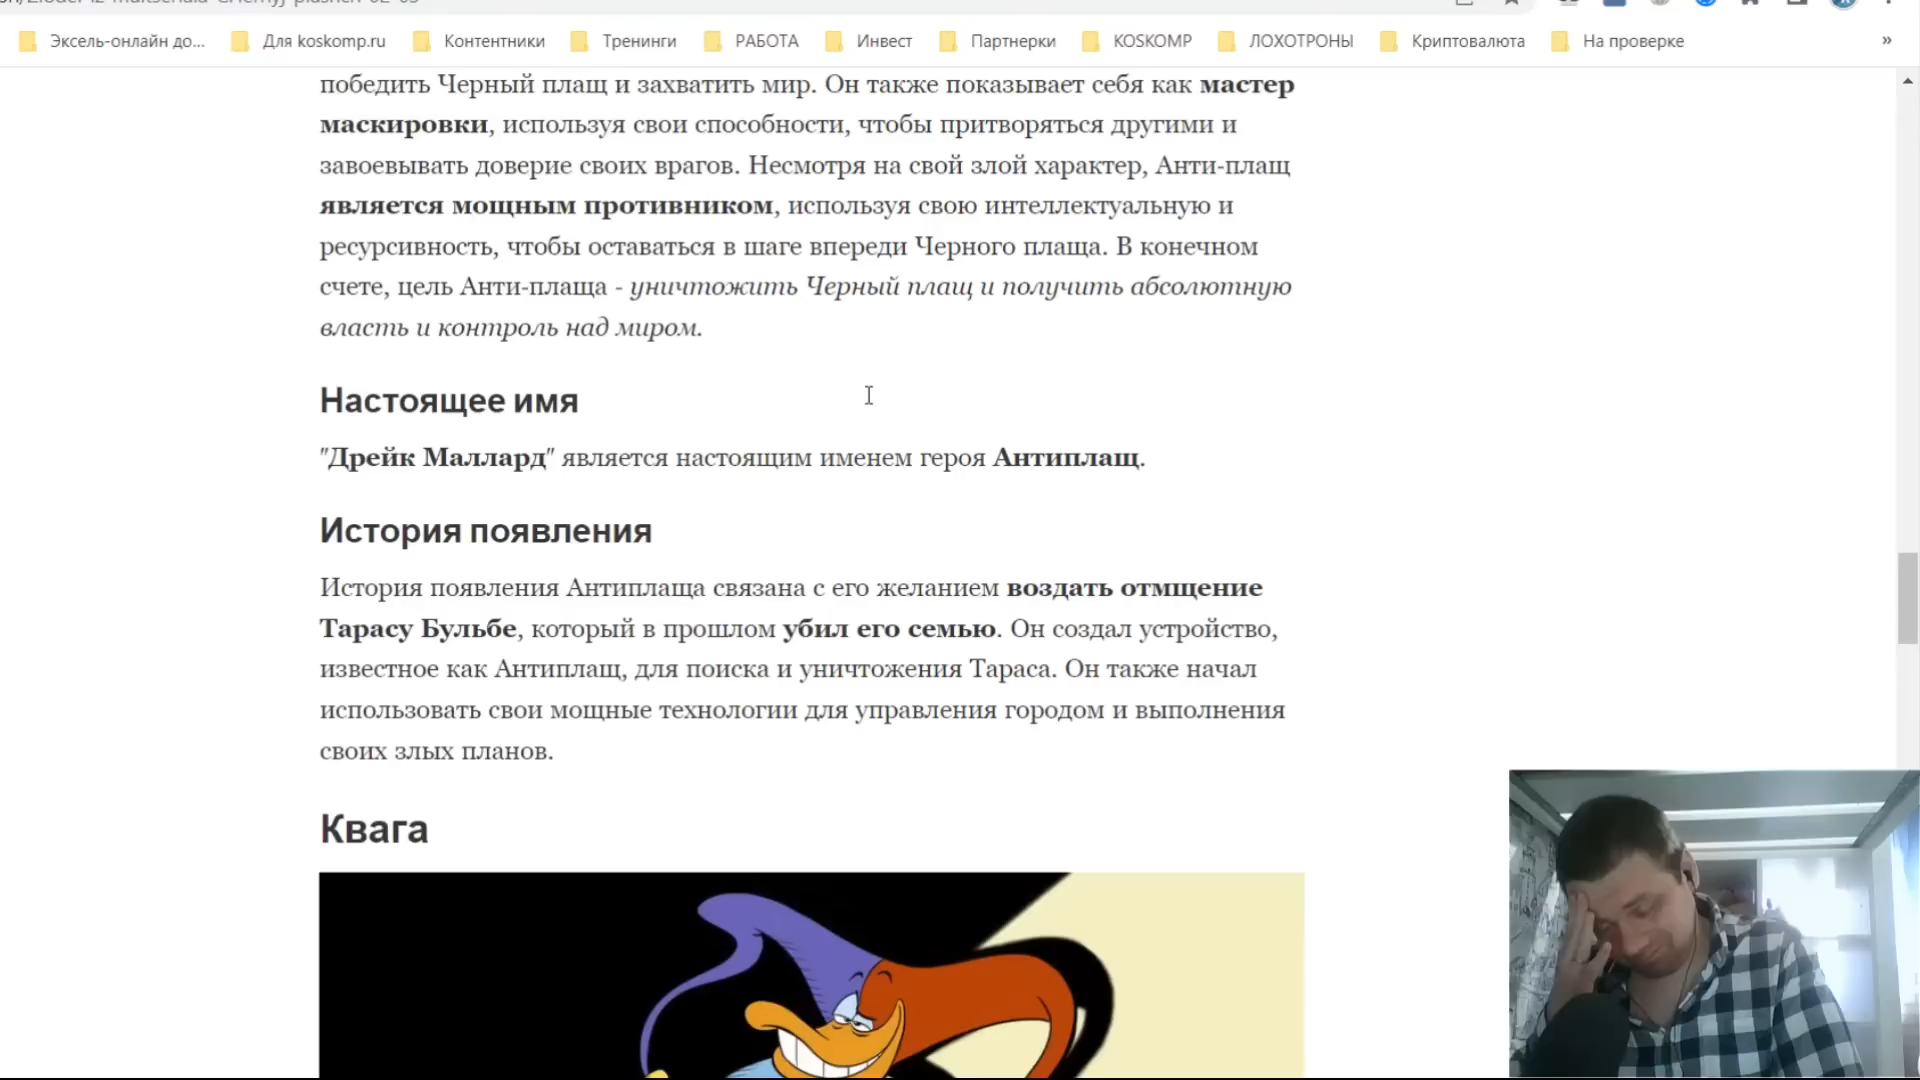 Эксель-онлайн до...
Для koskomp.ru
Контентники
Тренинги
РАБОТА
Инвест
Партнерки
KOSKOMP
ЛОХОТРОНЫ
Криптовалюта
На проверке
»
победить Черный плащ и захватить мир. Он также показывает себя как мастер
маскировки, используя свои способности, чтобы притворяться другими и
завоевывать доверие своих врагов. Несмотря на свой злой характер, Анти-плащ
является мощным противником, используя свою интеллектуальную и
ресурсивность, чтобы оставаться в шаге впереди Черного плаща. В конечном
счете, цель Анти-плаща - уничтожить Черный плащ и получить абсолютную
власть и контроль над миром.
Настоящее имя
"Дрейк Маллард" является настоящим именем героя Антиплащ.
История появления
История появления Антиплаща связана с его желанием воздать отмщение
Тарасу Бульбе, который в прошлом убил его семью. Он создал устройство,
известное как Антиплащ, для поиска и уничтожения Тараса. Он также начал
использовать свои мощные технологии для управления городом и выполнения
своих злых планов.
Квага